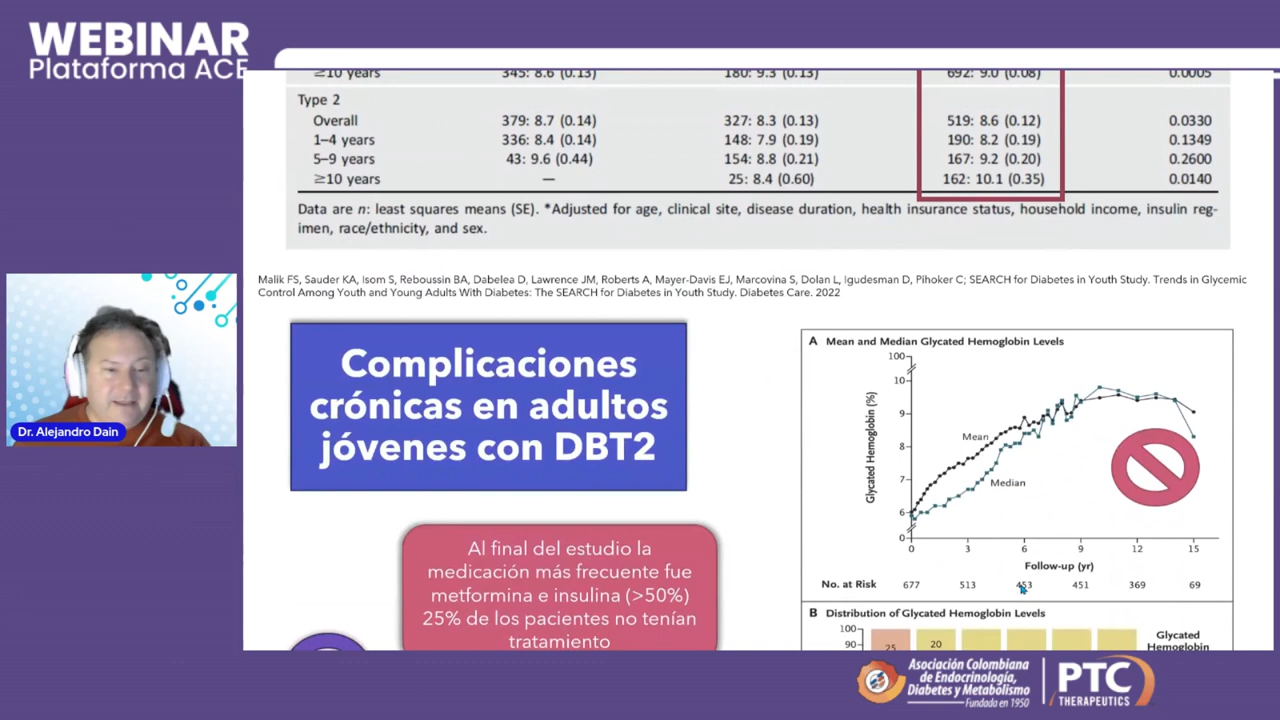 WEBINAR
Plataforma ACE
≥10 years 345: 8.6 (0.13) 180: 9.3 (0.13) 692: 9.0 (0.08) 0.0005
Type 2
Overall 379: 8.7 (0.14) 327: 8.3 (0.13) 519: 8.6 (0.12) 0.0330
1–4 years 336: 8.4 (0.14) 148: 7.9 (0.19) 190: 8.2 (0.19) 0.1349
5–9 years 43: 9.6 (0.44) 154: 8.8 (0.21) 167: 9.2 (0.20) 0.2600
≥10 years — 25: 8.4 (0.60) 162: 10.1 (0.35) 0.0140
Data are n: least squares means (SE). *Adjusted for age, clinical site, disease duration, health insurance status, household income, insulin reg-
imen, race/ethnicity, and sex.
Malik FS, Sauder KA, Isom S, Reboussin BA, Dabelea D, Lawrence JM, Roberts A, Mayer-Davis EJ, Marcovina S, Dolan L, Igudesman D, Pihoker C; SEARCH for Diabetes in Youth Study. Trends in Glycemic
Control Among Youth and Young Adults With Diabetes: The SEARCH for Diabetes in Youth Study. Diabetes Care. 2022
Complicaciones
crónicas en adultos
jóvenes con DBT2
Al final del estudio la
medicación más frecuente fue
metformina e insulina (>50%)
25% de los pacientes no tenían
tratamiento
A Mean and Median Glycated Hemoglobin Levels
Glycated Hemoglobin (%)
100
10
9
8
7
6
0
Mean
Median
0 3 6 9 12 15
Follow-up (yr)
No. at Risk 677 513 453 451 369 69
B Distribution of Glycated Hemoglobin Levels
100
90
25
20
Glycated
Hemoglobin
Dr. Alejandro Dain
Asociación Colombiana
de Endocrinología,
Diabetes y Metabolismo
Fundada en 1950
PTC
THERAPEUTICS